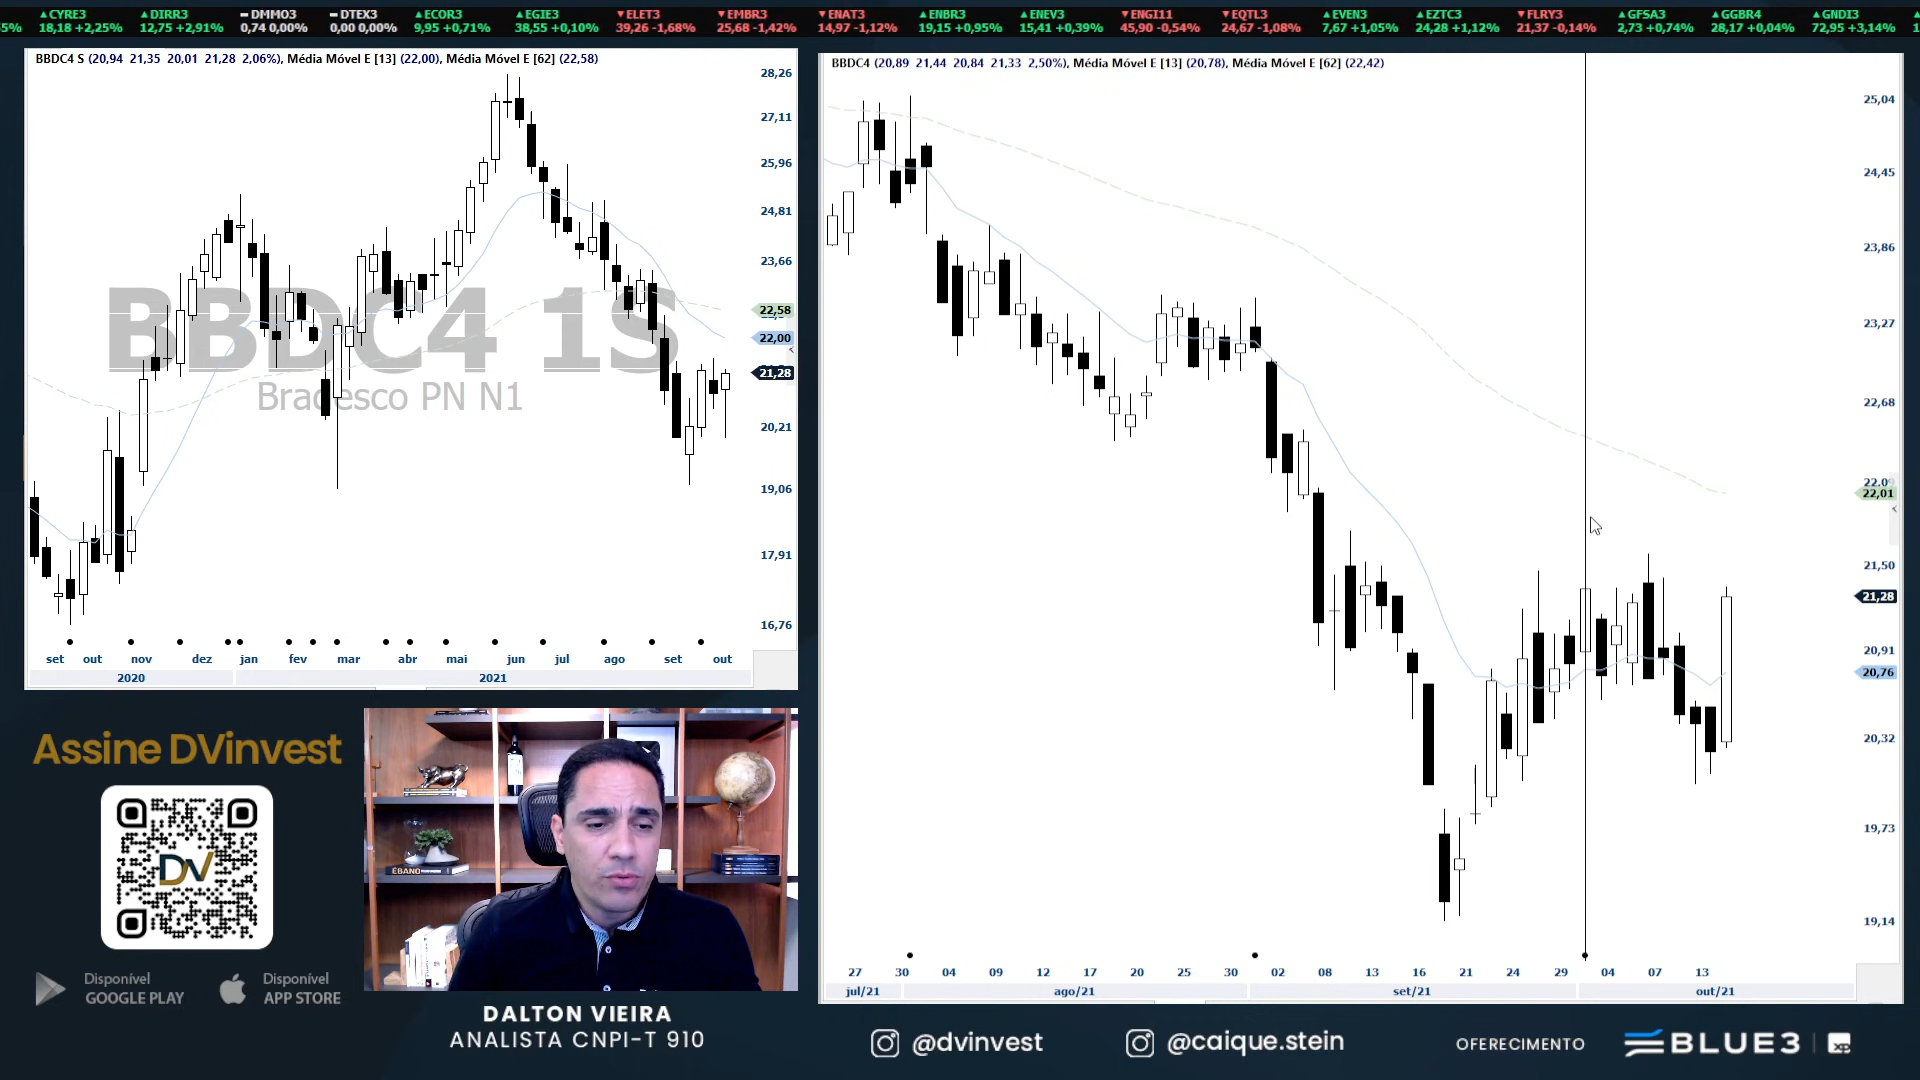 55% ▲CYRE3 18,18 +2,25% ▲DIRR3 12,75 +2,91% ▬DMMO3 0,74 0,00% ▬DTEX3 0,00 0,00% ▲ECOR3 9,95 +0,71% ▲EGIE3 38,55 +0,10% ▼ELET3 39,26 -1,68% ▼EMBR3 25,68 -1,42% ▼ENAT3 14,97 -1,12% ▲ENBR3 19,15 +0,95% ▲ENEV3 15,41 +0,39% ▼ENGI11 45,90 -0,54% ▼EQTL3 24,67 -1,08% ▲EVEN3 7,67 +1,05% ▲EZTC3 24,28 +1,12% ▼FLRY3 21,37 -0,14% ▲GFSA3 2,73 +0,74% ▲GGBR4 28,17 +0,04% ▲GNDI3 72,95 +3,14%
BBDC4 S (20,94 21,35 20,01 21,28 2,06%), Média Móvel E [13] (22,00), Média Móvel E [62] (22,58)
28,26
27,11
25,96
24,81
23,66
22,58
22,00
21,28
20,21
19,06
17,91
16,76
BBDC4 1S
Bradesco PN N1
set out nov dez jan fev mar abr mai jun jul ago set out
2020 2021
BBDC4 (20,89 21,44 20,84 21,33 2,50%), Média Móvel E [13] (20,78), Média Móvel E [62] (22,42)
25,04
24,45
23,86
23,27
22,68
22,09
22,01
21,50
21,28
20,91
20,76
20,32
19,73
19,14
27 30 04 09 12 17 20 25 30 02 08 13 16 21 24 29 04 07 13
jul/21 ago/21 set/21 out/21
Assine DVinvest
DV
Disponível
GOOGLE PLAY
Disponível
APP STORE
ÉBANO
DALTON VIEIRA
ANALISTA CNPI-T 910
@dvinvest
@caique.stein
OFERECIMENTO
BLUE3
xp